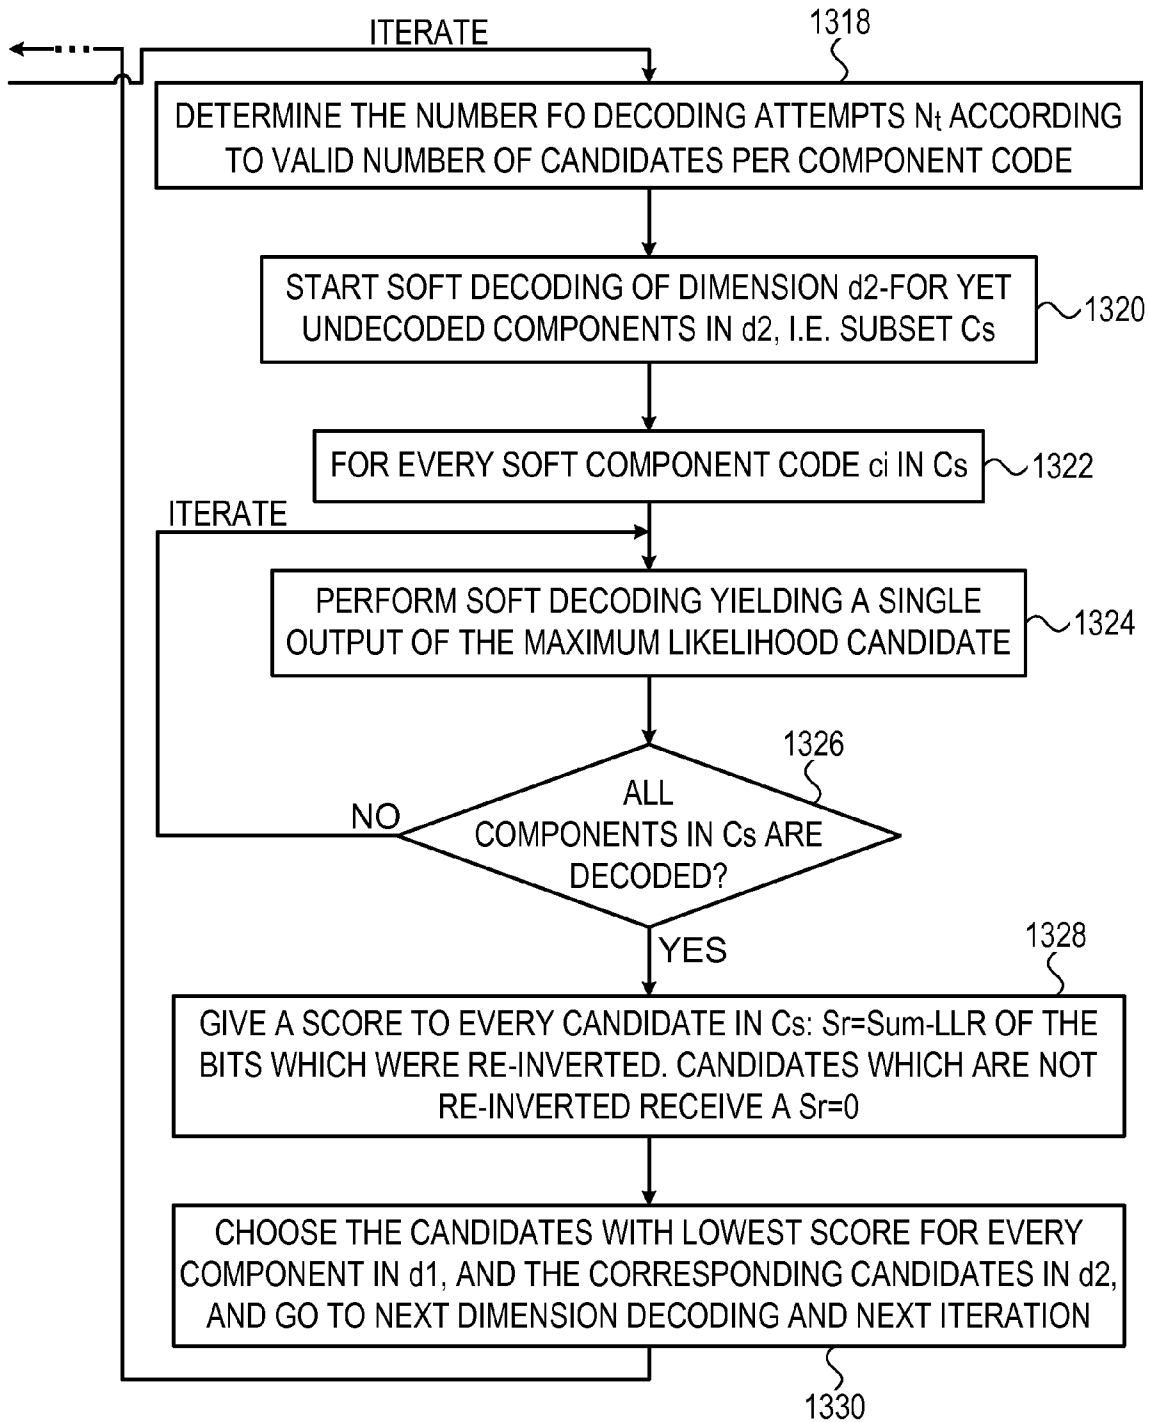 ITERATE
1318
DETERMINE THE NUMBER FO DECODING ATTEMPTS Nt ACCORDING
TO VALID NUMBER OF CANDIDATES PER COMPONENT CODE
START SOFT DECODING OF DIMENSION d2-FOR YET
UNDECODED COMPONENTS IN d2, I.E. SUBSET Cs
1320
FOR EVERY SOFT COMPONENT CODE ci IN Cs
1322
ITERATE
PERFORM SOFT DECODING YIELDING A SINGLE
OUTPUT OF THE MAXIMUM LIKELIHOOD CANDIDATE
1324
1326
ALL
COMPONENTS IN Cs ARE
DECODED?
NO
YES
1328
GIVE A SCORE TO EVERY CANDIDATE IN Cs: Sr=Sum-LLR OF THE
BITS WHICH WERE RE-INVERTED. CANDIDATES WHICH ARE NOT
RE-INVERTED RECEIVE A Sr=0
CHOOSE THE CANDIDATES WITH LOWEST SCORE FOR EVERY
COMPONENT IN d1, AND THE CORRESPONDING CANDIDATES IN d2,
AND GO TO NEXT DIMENSION DECODING AND NEXT ITERATION
1330